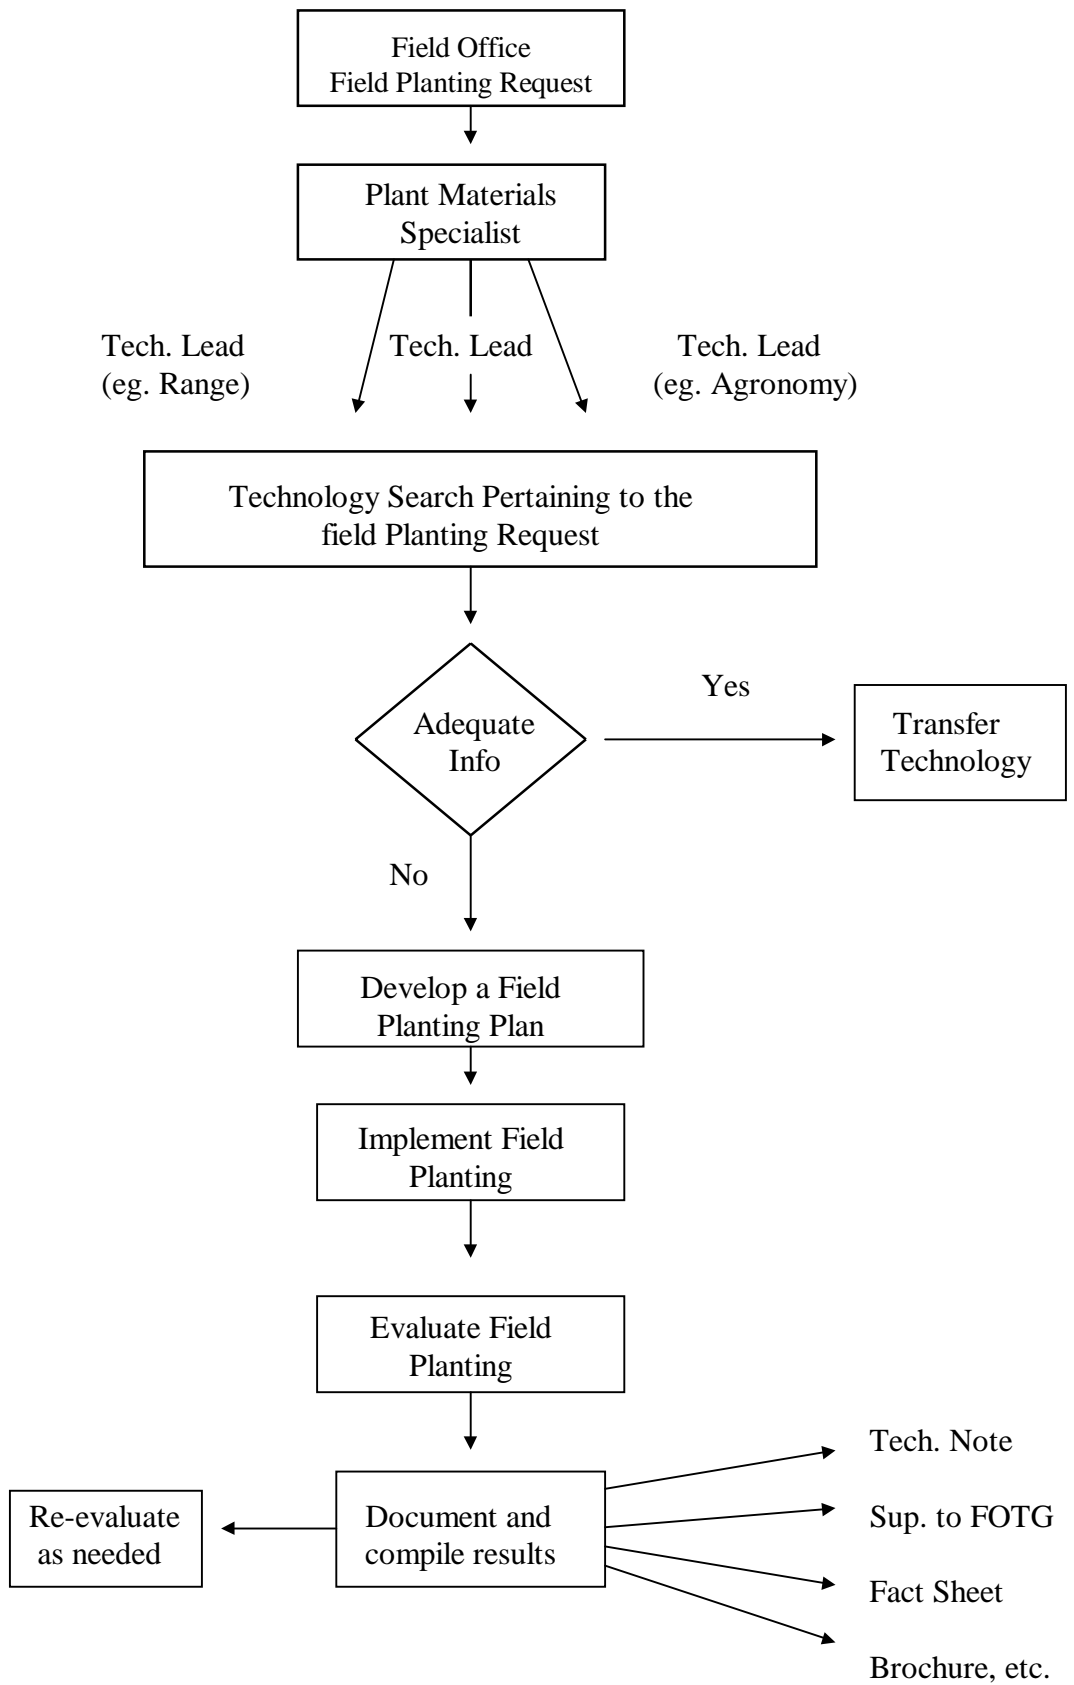 Field Office
Field Planting Request
Plant Materials
Specialist
Tech. Lead
(eg. Range)
Tech. Lead
Tech. Lead
(eg. Agronomy)
Technology Search Pertaining to the
field Planting Request
Adequate
Info
Yes
Transfer
Technology
No
Develop a Field
Planting Plan
Implement Field
Planting
Evaluate Field
Planting
Document and
compile results
Re-evaluate
as needed
Tech. Note
Sup. to FOTG
Fact Sheet
Brochure, etc.